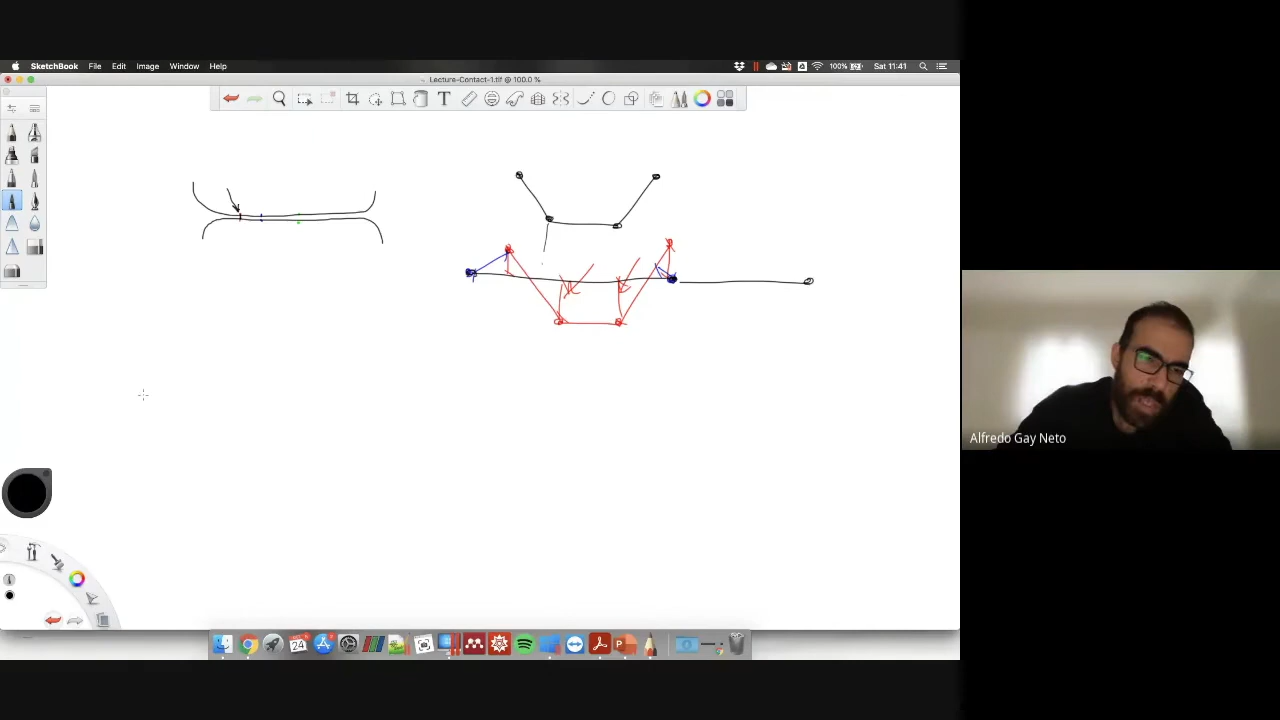 SketchBook File Edit Image Window Help
100% Sat 11:41
Lecture-Contact-1.tif @ 100.0 %
T
24
Alfredo Gay Neto